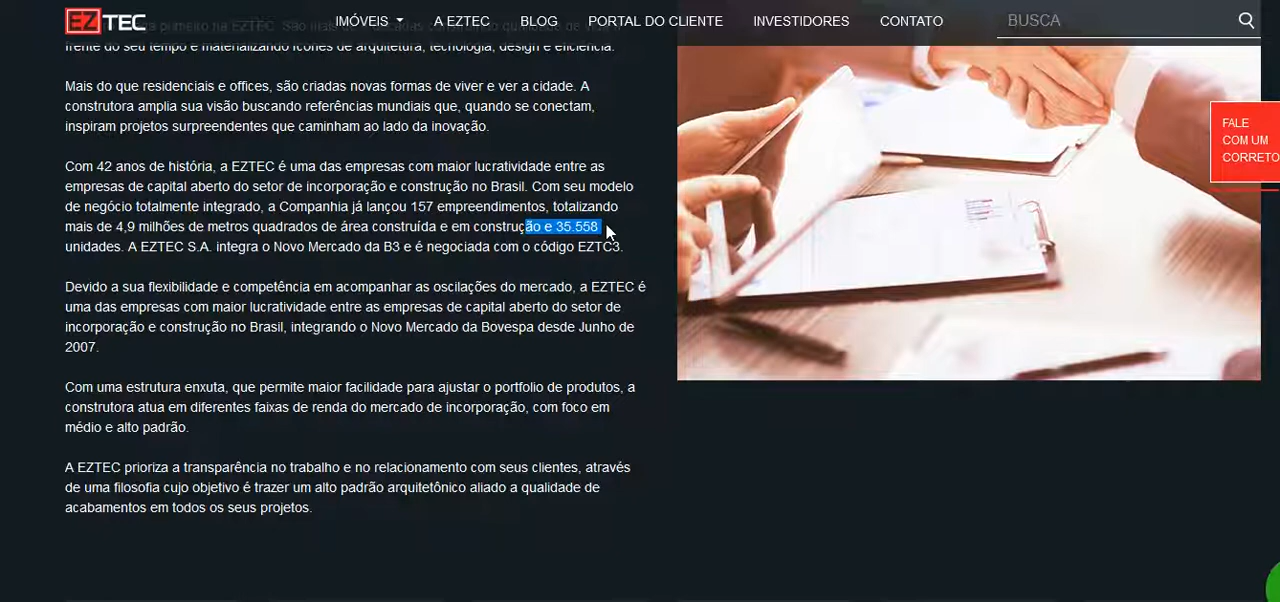 EZTEC
IMÓVEIS
A EZTEC
BLOG
PORTAL DO CLIENTE
INVESTIDORES
CONTATO
BUSCA
primeiro na EZTEC. São mais
frente do seu tempo e materializando ícones de arquitetura, tecnologia, design e eficiência.
Mais do que residenciais e offices, são criadas novas formas de viver e ver a cidade. A
construtora amplia sua visão buscando referências mundiais que, quando se conectam,
inspiram projetos surpreendentes que caminham ao lado da inovação.
Com 42 anos de história, a EZTEC é uma das empresas com maior lucratividade entre as
empresas de capital aberto do setor de incorporação e construção no Brasil. Com seu modelo
de negócio totalmente integrado, a Companhia já lançou 157 empreendimentos, totalizando
mais de 4,9 milhões de metros quadrados de área construída e em construção e 35.558
unidades. A EZTEC S.A. integra o Novo Mercado da B3 e é negociada com o código EZTC3.
Devido a sua flexibilidade e competência em acompanhar as oscilações do mercado, a EZTEC é
uma das empresas com maior lucratividade entre as empresas de capital aberto do setor de
incorporação e construção no Brasil, integrando o Novo Mercado da Bovespa desde Junho de
2007.
Com uma estrutura enxuta, que permite maior facilidade para ajustar o portfolio de produtos, a
construtora atua em diferentes faixas de renda do mercado de incorporação, com foco em
médio e alto padrão.
A EZTEC prioriza a transparência no trabalho e no relacionamento com seus clientes, através
de uma filosofia cujo objetivo é trazer um alto padrão arquitetônico aliado a qualidade de
acabamentos em todos os seus projetos.
FALE
COM UM
CORRETO